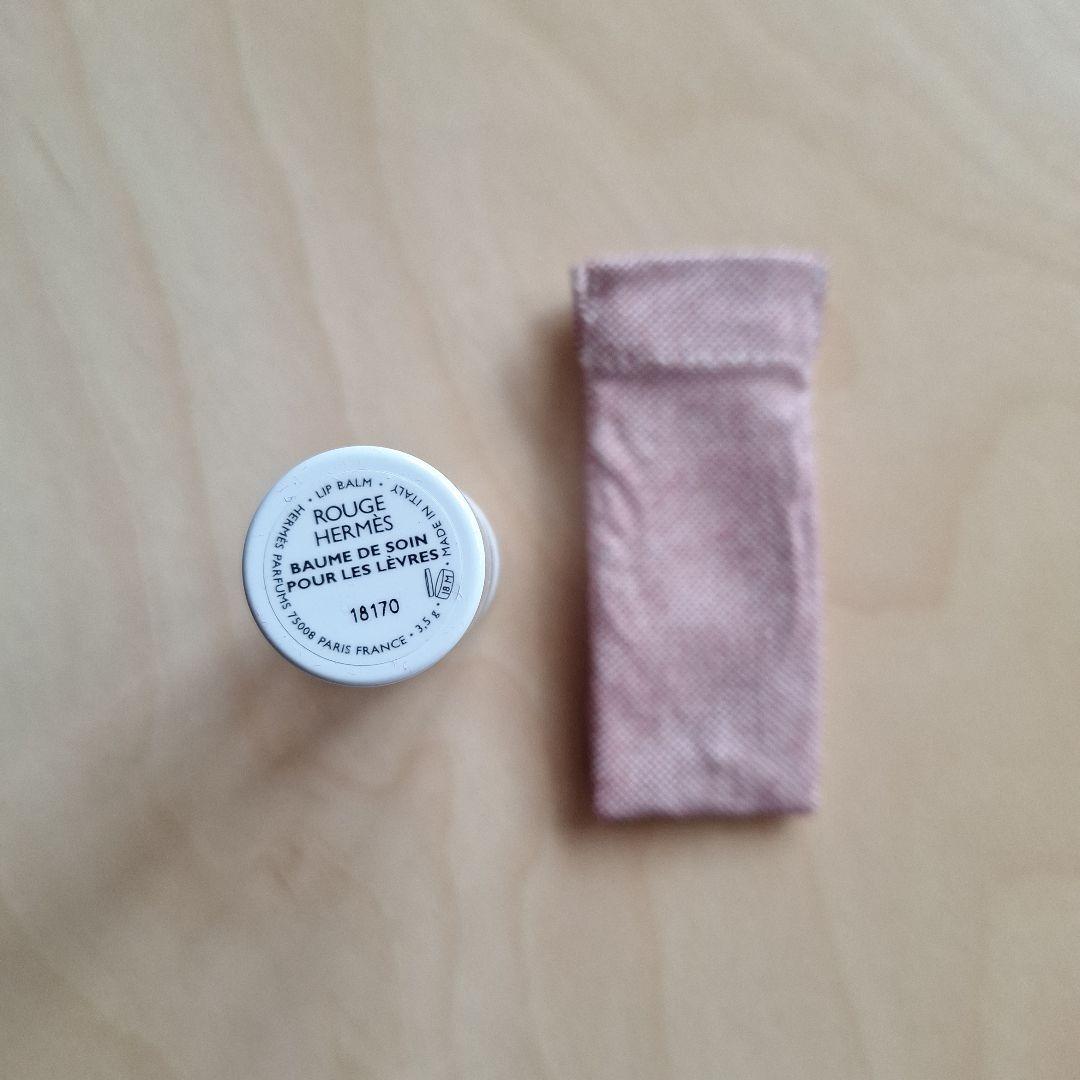 ROUGE
HERMÈS
BAUME DE SOIN
POUR LES LÈVRES
18170
HERMÈS PARFUMS 75008 PARIS FRANCE • 3,5 g •
18 M
• LIP BALM •
MADE IN ITALY •